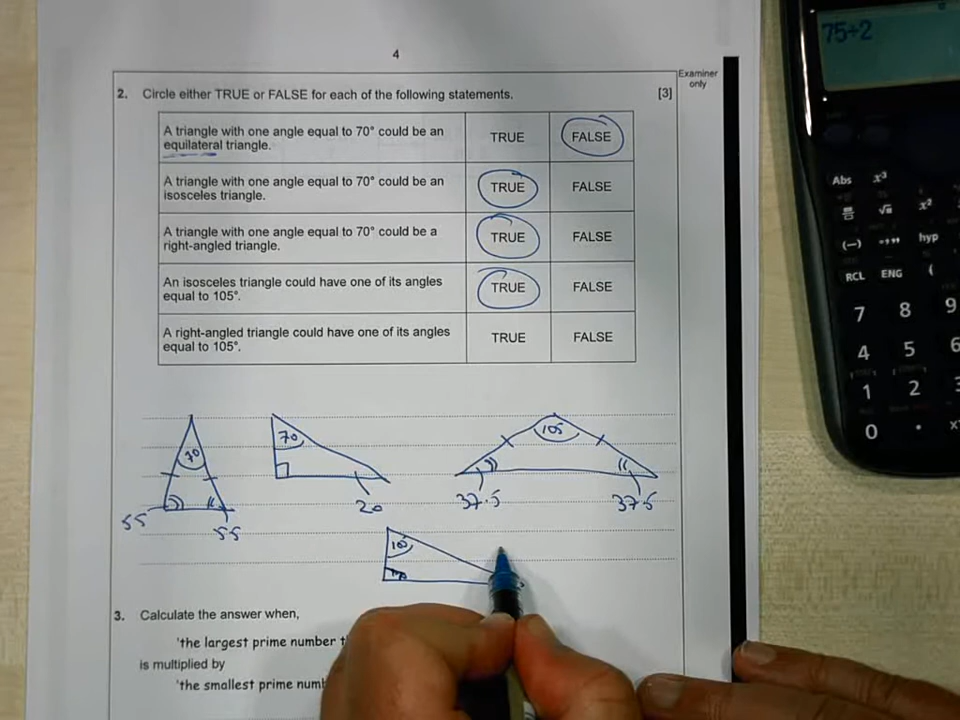 4
Examiner
only
2. Circle either TRUE or FALSE for each of the following statements. [3]
A triangle with one angle equal to 70° could be an
equilateral triangle.
TRUE FALSE
A triangle with one angle equal to 70° could be an
isosceles triangle.
TRUE FALSE
A triangle with one angle equal to 70° could be a
right-angled triangle.
TRUE FALSE
An isosceles triangle could have one of its angles
equal to 105°.
TRUE FALSE
A right-angled triangle could have one of its angles
equal to 105°.
TRUE FALSE
70
55
55
70
20
105
37.5
37.5
3. Calculate the answer when,
'the largest prime number
is multiplied by
'the smallest prime
75÷2
Abs x³
√ x²
(−) °’” hyp
RCL ENG (
7 8 9
4 5 6
1 2 3
0 •